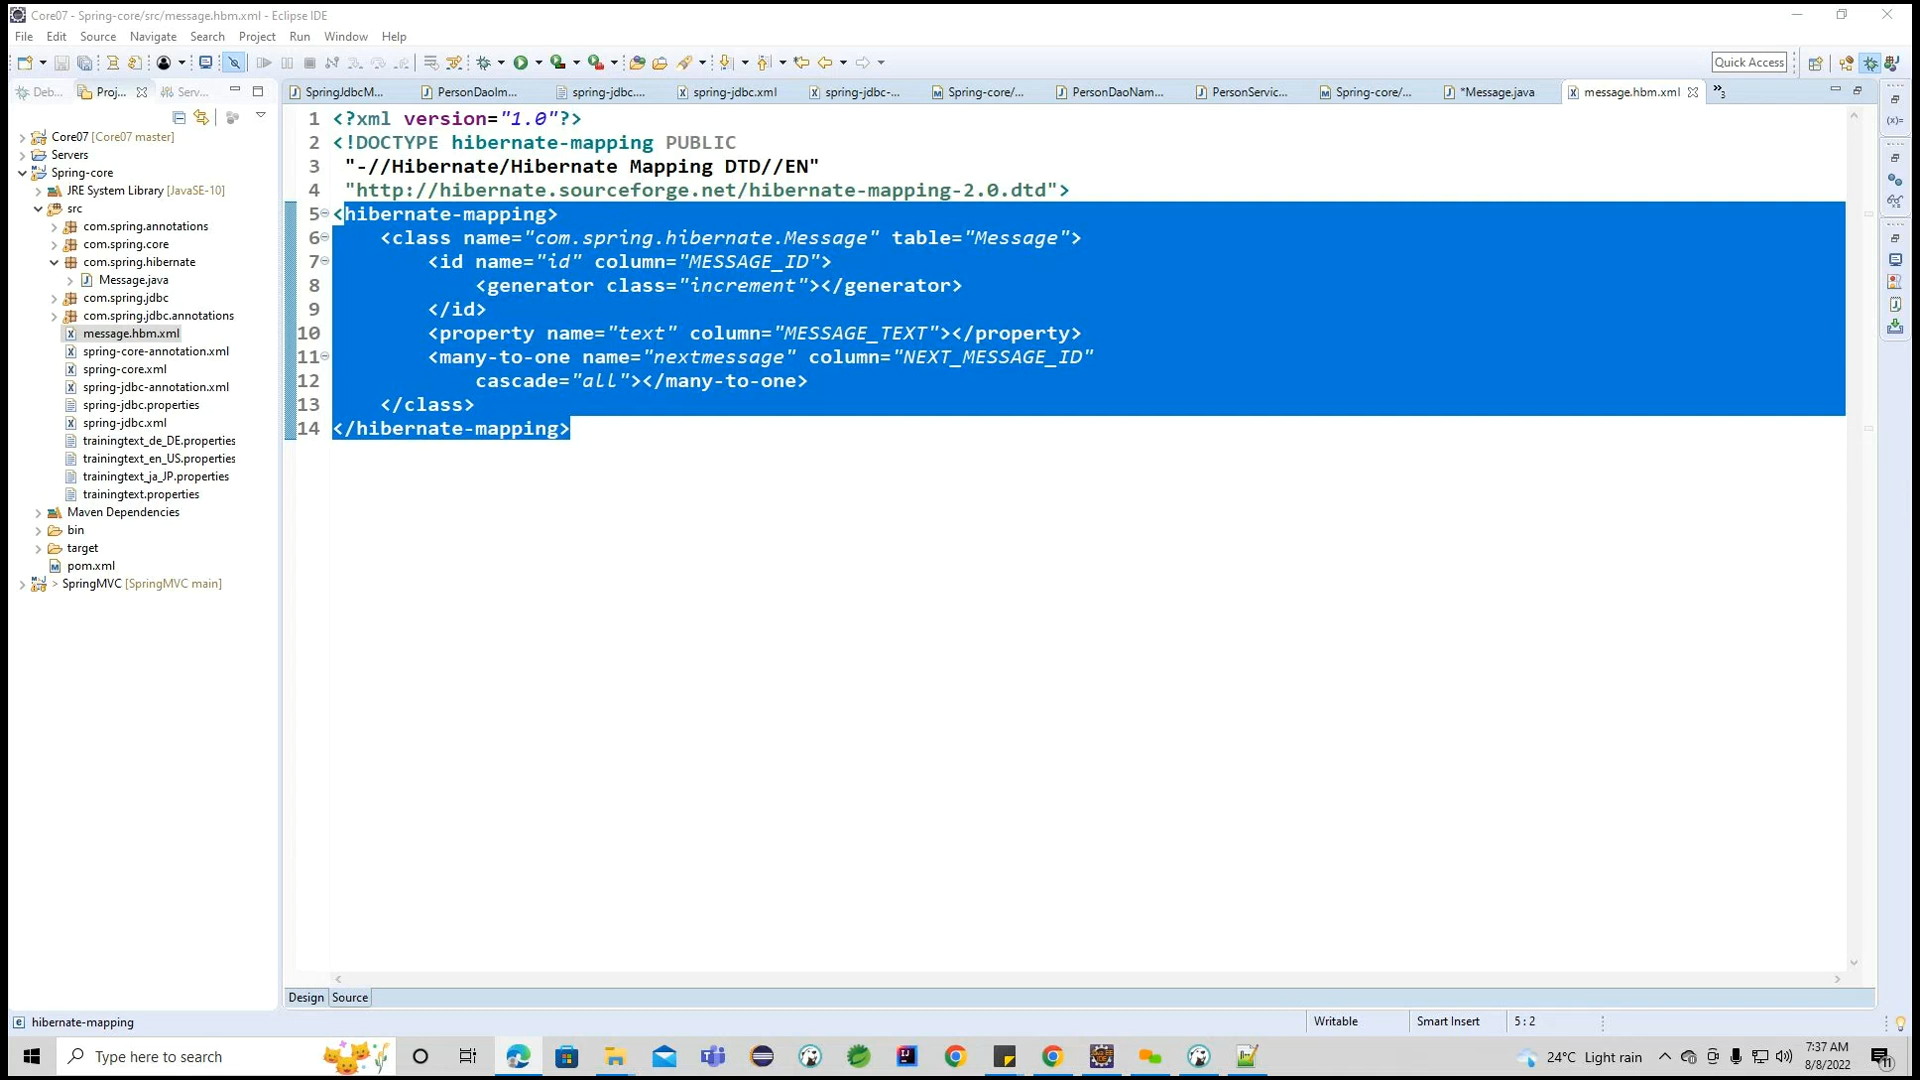 Core07 - Spring-core/src/message.hbm.xml - Eclipse IDE
File Edit Source Navigate Search Project Run Window Help
Quick Access
Deb... Proj... Serv...
SpringJdbcM... PersonDaoIm... spring-jdbc.... spring-jdbc.xml spring-jdbc-... Spring-core/... PersonDaoNam... PersonServic... Spring-core/... *Message.java message.hbm.xml »3
Core07 [Core07 master]
Servers
Spring-core
JRE System Library [JavaSE-10]
src
com.spring.annotations
com.spring.core
com.spring.hibernate
Message.java
com.spring.jdbc
com.spring.jdbc.annotations
message.hbm.xml
spring-core-annotation.xml
spring-core.xml
spring-jdbc-annotation.xml
spring-jdbc.properties
spring-jdbc.xml
trainingtext_de_DE.properties
trainingtext_en_US.properties
trainingtext_ja_JP.properties
trainingtext.properties
Maven Dependencies
bin
target
pom.xml
> SpringMVC [SpringMVC main]
1 <?xml version="1.0"?>
2 <!DOCTYPE hibernate-mapping PUBLIC
3 "-//Hibernate/Hibernate Mapping DTD//EN"
4 "http://hibernate.sourceforge.net/hibernate-mapping-2.0.dtd">
5 <hibernate-mapping>
6 <class name="com.spring.hibernate.Message" table="Message">
7 <id name="id" column="MESSAGE_ID">
8 <generator class="increment"></generator>
9 </id>
10 <property name="text" column="MESSAGE_TEXT"></property>
11 <many-to-one name="nextmessage" column="NEXT_MESSAGE_ID"
12 cascade="all"></many-to-one>
13 </class>
14 </hibernate-mapping>
(x)=
Design Source
hibernate-mapping
Writable Smart Insert 5 : 2
Type here to search
24°C Light rain
7:37 AM
8/8/2022
11